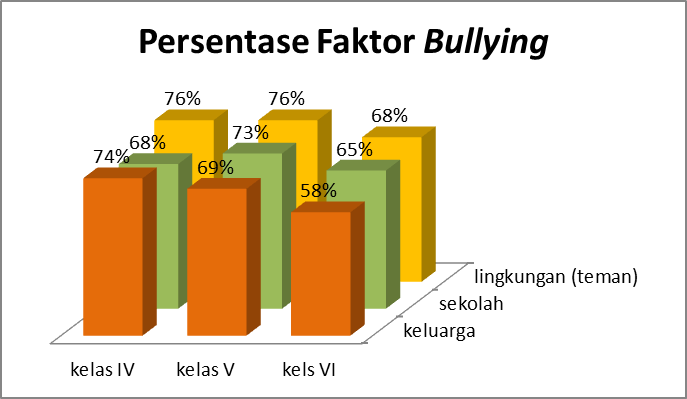 Persentase Faktor Bullying
76%
76%
68%
68%
73%
65%
74%
69%
58%
lingkungan (teman)
sekolah
keluarga
kelas IV
kelas V
kels VI